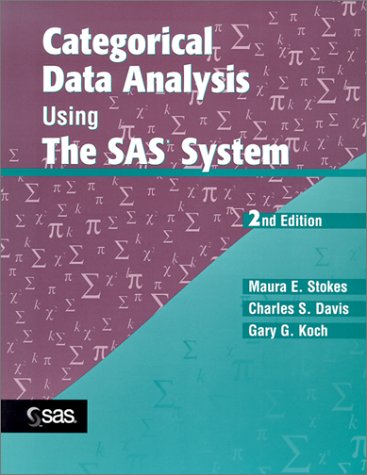 Categorical
Data Analysis
Using
The SAS® System
2nd Edition
Maura E. Stokes
Charles S. Davis
Gary G. Koch
sas®